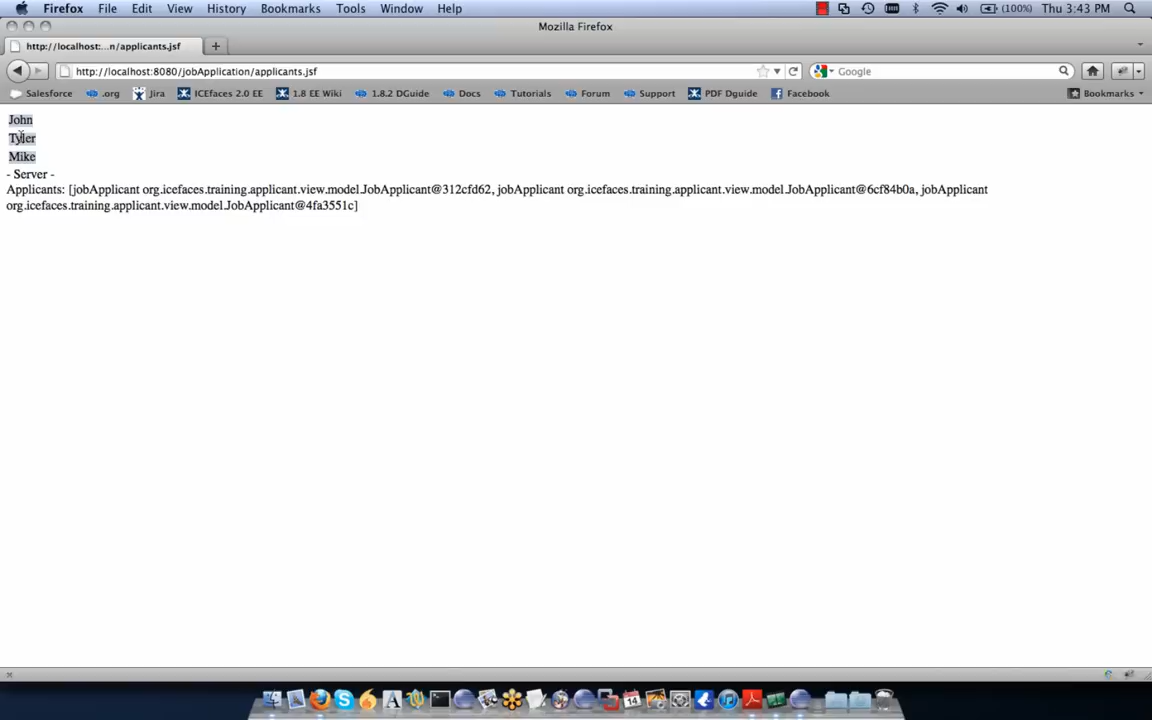 Firefox File Edit View History Bookmarks Tools Window Help (100%) Thu 3:43 PM
Mozilla Firefox
http://localhost:...n/applicants.jsf
http://localhost:8080/jobApplication/applicants.jsf Google
Salesforce .org Jira ICEfaces 2.0 EE 1.8 EE Wiki 1.8.2 DGuide Docs Tutorials Forum Support PDF Dguide Facebook Bookmarks
John
Tyler
Mike
- Server -
Applicants: [jobApplicant org.icefaces.training.applicant.view.model.JobApplicant@312cfd62, jobApplicant org.icefaces.training.applicant.view.model.JobApplicant@6cf84b0a, jobApplicant
org.icefaces.training.applicant.view.model.JobApplicant@4fa3551c]
14